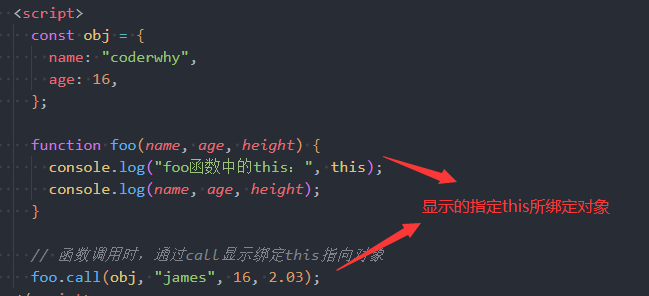 <script>
const obj = {
name: "coderwhy",
age: 16,
};
function foo(name, age, height) {
console.log("foo函数中的this: ", this);
console.log(name, age, height);
}
显示的指定this所绑定对象
// 函数调用时，通过call显示绑定this指向对象
foo.call(obj, "james", 16, 2.03);